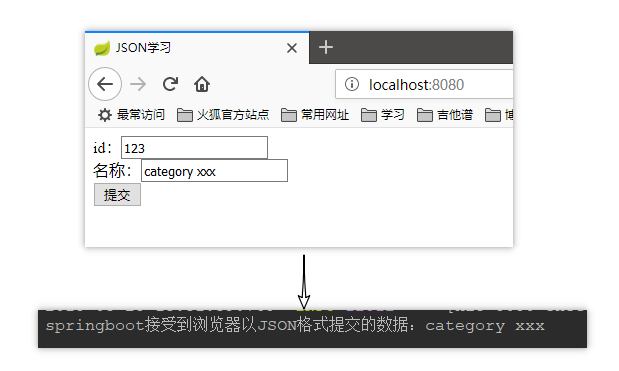 JSON学习
localhost:8080
最常访问 火狐官方站点 常用网址 学习 吉他谱
id: 123
名称: category xxx
提交
springboot接受到浏览器以JSON格式提交的数据: category xxx